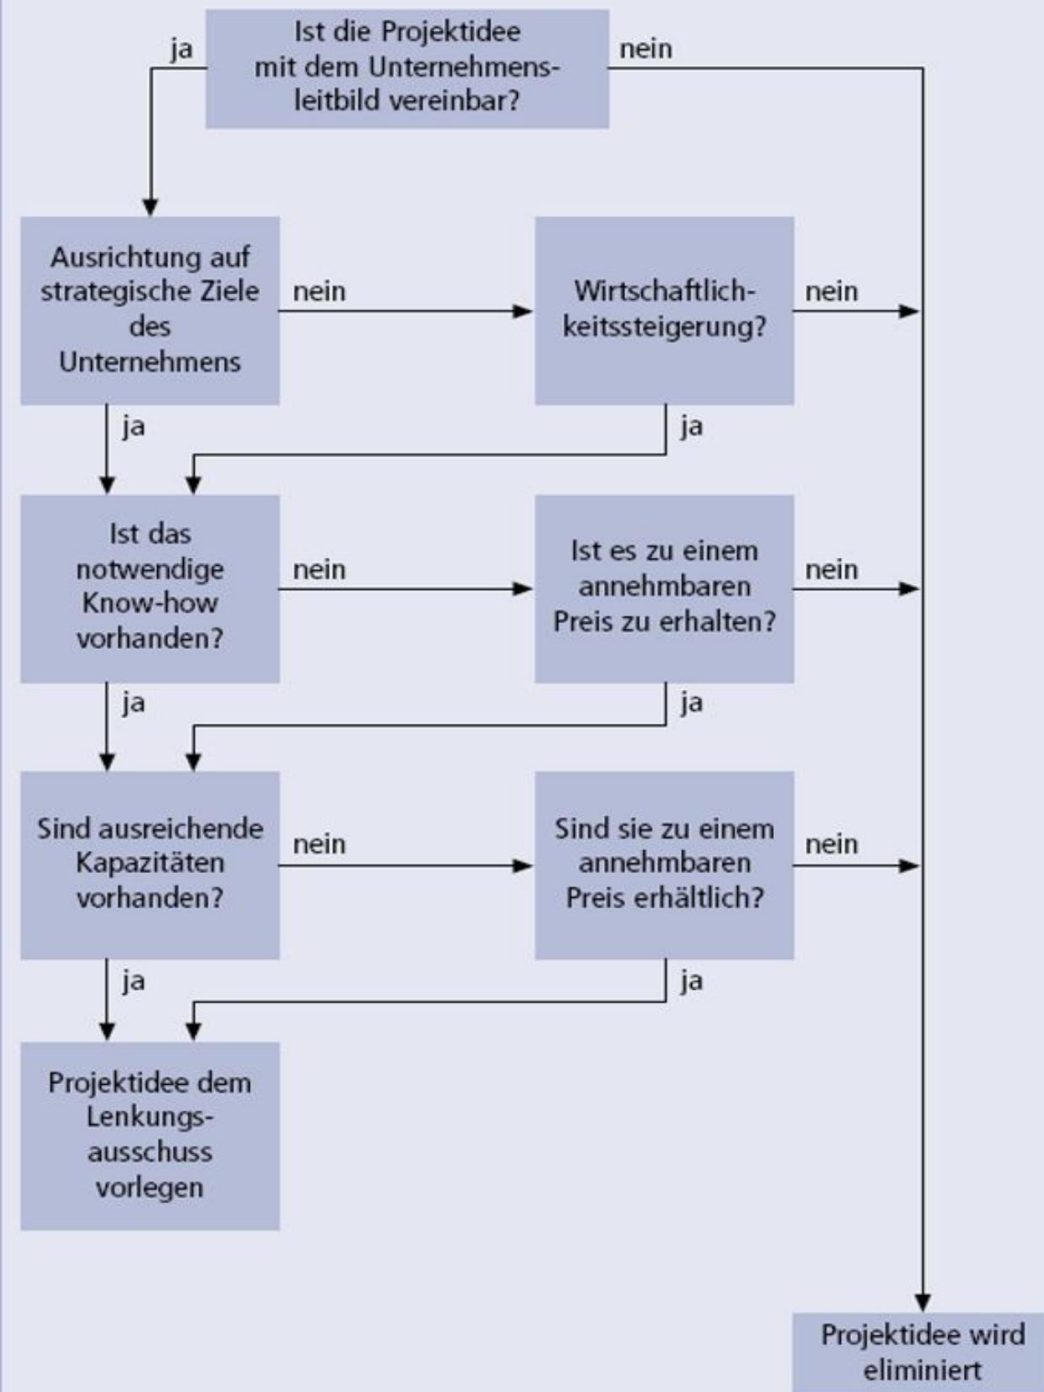 Ist die Projektidee
mit dem Unternehmens-
leitbild vereinbar?
ja
nein
Ausrichtung auf
strategische Ziele
des
Unternehmens
nein
Wirtschaftlich-
keitssteigerung?
nein
ja
ja
Ist das
notwendige
Know-how
vorhanden?
nein
Ist es zu einem
annehmbaren
Preis zu erhalten?
nein
ja
ja
Sind ausreichende
Kapazitäten
vorhanden?
nein
Sind sie zu einem
annehmbaren
Preis erhältlich?
nein
ja
ja
Projektidee dem
Lenkungs-
ausschuss
vorlegen
Projektidee wird
eliminiert